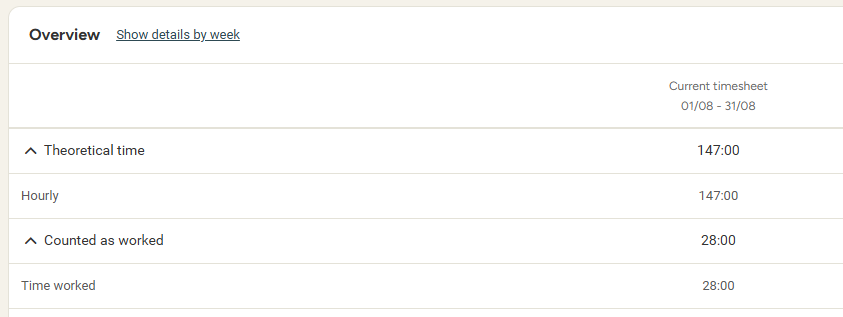 Overview Show details by week
Current timesheet
01/08 - 31/08
Theoretical time 147:00
Hourly 147:00
Counted as worked 28:00
Time worked 28:00